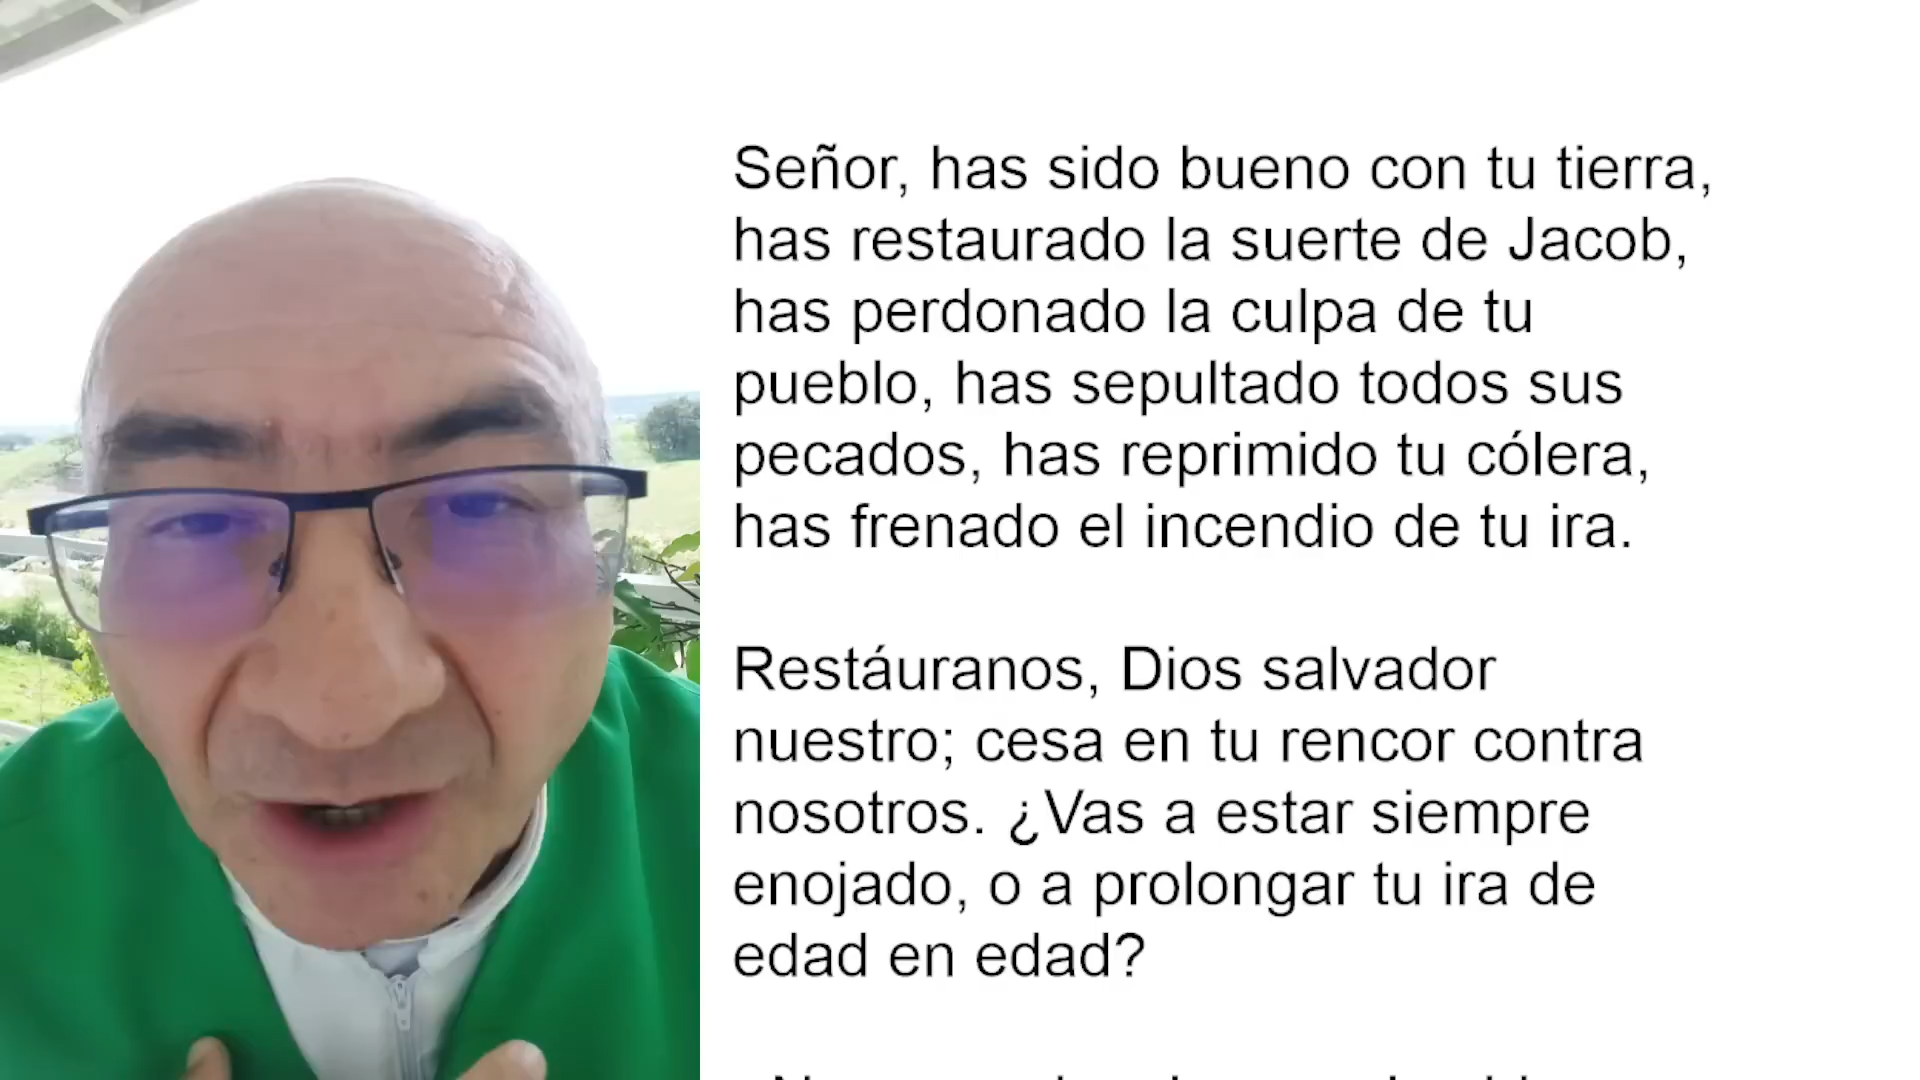 Señor, has sido bueno con tu tierra,
has restaurado la suerte de Jacob,
has perdonado la culpa de tu
pueblo, has sepultado todos sus
pecados, has reprimido tu cólera,
has frenado el incendio de tu ira.
Restáuranos, Dios salvador
nuestro; cesa en tu rencor contra
nosotros. ¿Vas a estar siempre
enojado, o a prolongar tu ira de
edad en edad?